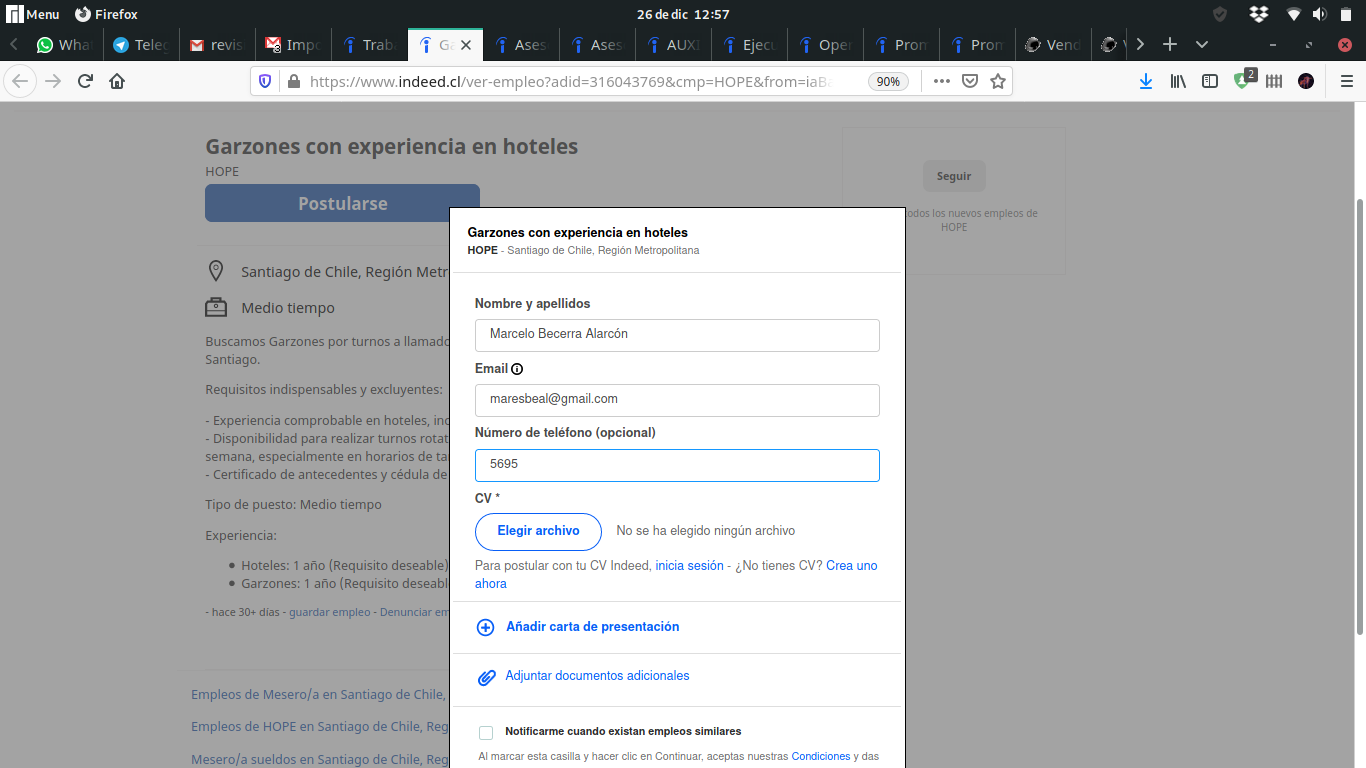 Menu Firefox 26 de dic 12:57
What Teleg revis Impo Trab Ga Ases Ases AUXI Ejecu Oper Prom Prom Vend V
https://www.indeed.cl/ver-empleo?adid=316043769&cmp=HOPE&from=iaBa 90% 2
Garzones con experiencia en hoteles
HOPE
Postularse
Seguir
todos los nuevos empleos de
HOPE
Garzones con experiencia en hoteles
HOPE - Santiago de Chile, Región Metropolitana
Santiago de Chile, Región Metr
Medio tiempo
Buscamos Garzones por turnos a llamado
Santiago.
Requisitos indispensables y excluyentes:
- Experiencia comprobable en hoteles, inc
- Disponibilidad para realizar turnos rotat
semana, especialmente en horarios de ta
- Certificado de antecedentes y cédula de
Tipo de puesto: Medio tiempo
Experiencia:
Hoteles: 1 año (Requisito deseable)
Garzones: 1 año (Requisito deseabl
- hace 30+ días - guardar empleo - Denunciar em
Empleos de Mesero/a en Santiago de Chile,
Empleos de HOPE en Santiago de Chile, Reg
Mesero/a sueldos en Santiago de Chile, Reg
Nombre y apellidos
Marcelo Becerra Alarcón
Email
maresbeal@gmail.com
Número de teléfono (opcional)
5695
CV *
Elegir archivo No se ha elegido ningún archivo
Para postular con tu CV Indeed, inicia sesión - ¿No tienes CV? Crea uno
ahora
Añadir carta de presentación
Adjuntar documentos adicionales
Notificarme cuando existan empleos similares
Al marcar esta casilla y hacer clic en Continuar, aceptas nuestras Condiciones y das